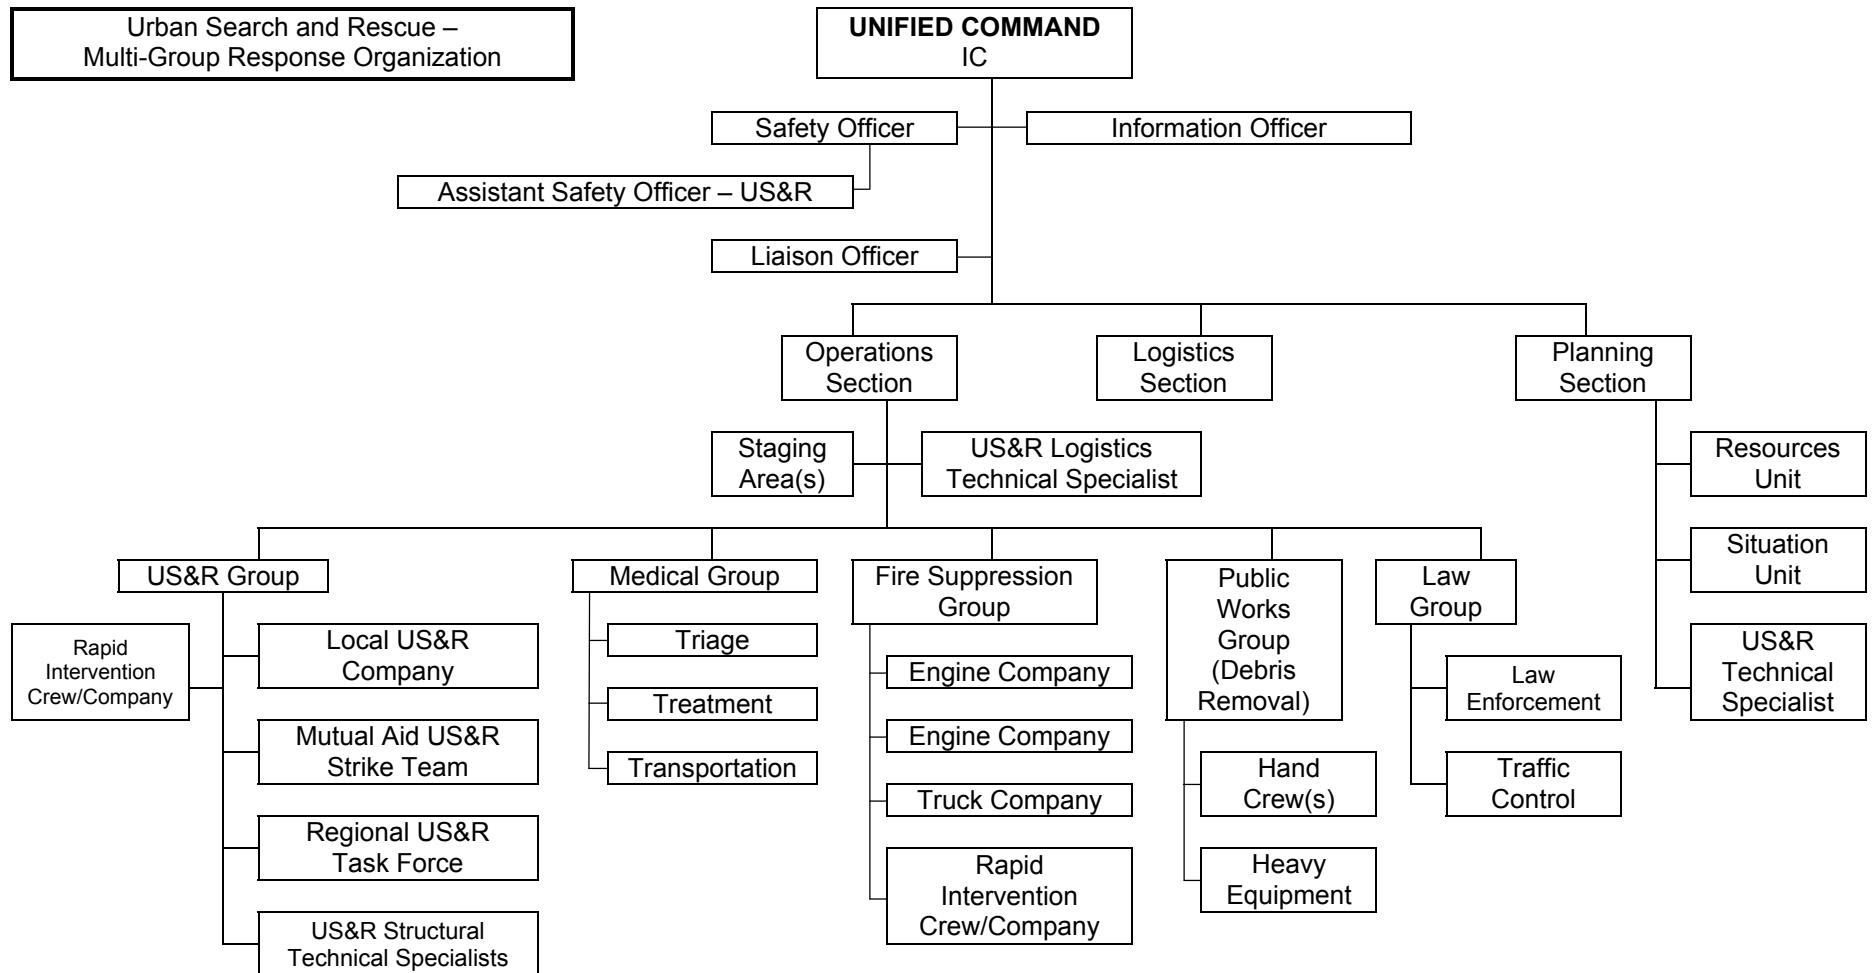 Urban Search and Rescue –
Multi-Group Response Organization
UNIFIED COMMAND
IC
Safety Officer
Information Officer
Assistant Safety Officer – US&R
Liaison Officer
Operations
Section
Logistics
Section
Planning
Section
Staging
Area(s)
US&R Logistics
Technical Specialist
Resources
Unit
Situation
Unit
US&R
Technical
Specialist
US&R Group
Rapid
Intervention
Crew/Company
Local US&R
Company
Mutual Aid US&R
Strike Team
Regional US&R
Task Force
US&R Structural
Technical Specialists
Medical Group
Triage
Treatment
Transportation
Fire Suppression
Group
Engine Company
Engine Company
Truck Company
Rapid
Intervention
Crew/Company
Public
Works
Group
(Debris
Removal)
Hand
Crew(s)
Heavy
Equipment
Law
Group
Law
Enforcement
Traffic
Control